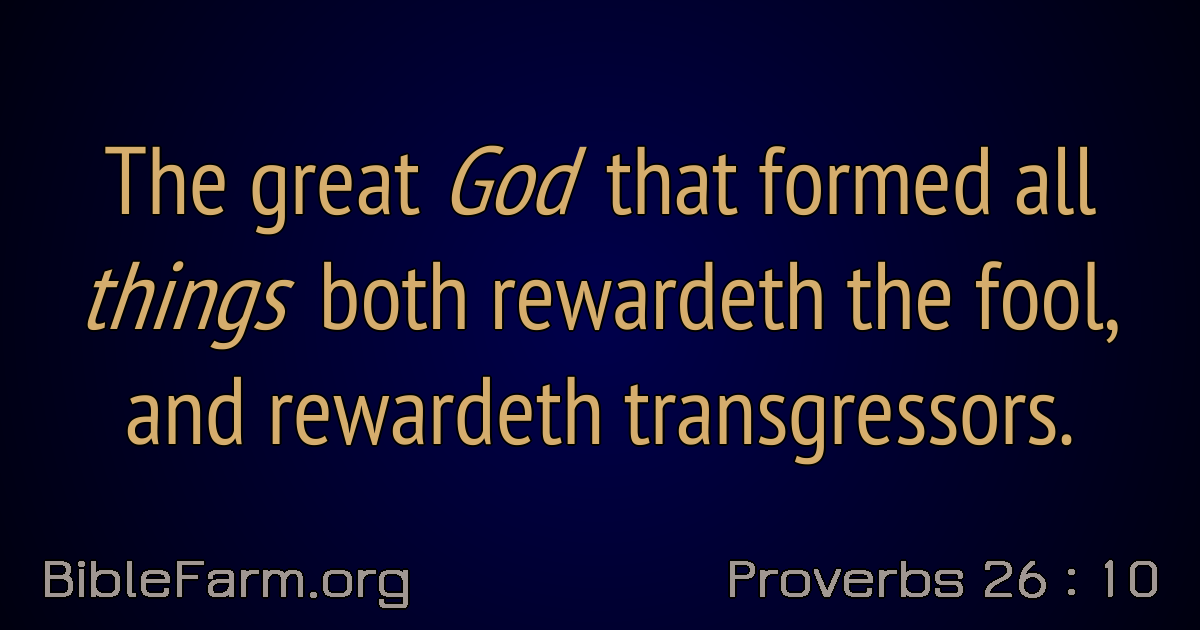 The great God that formed all
things both rewardeth the fool,
and rewardeth transgressors.
BibleFarm.org
Proverbs 26 : 10